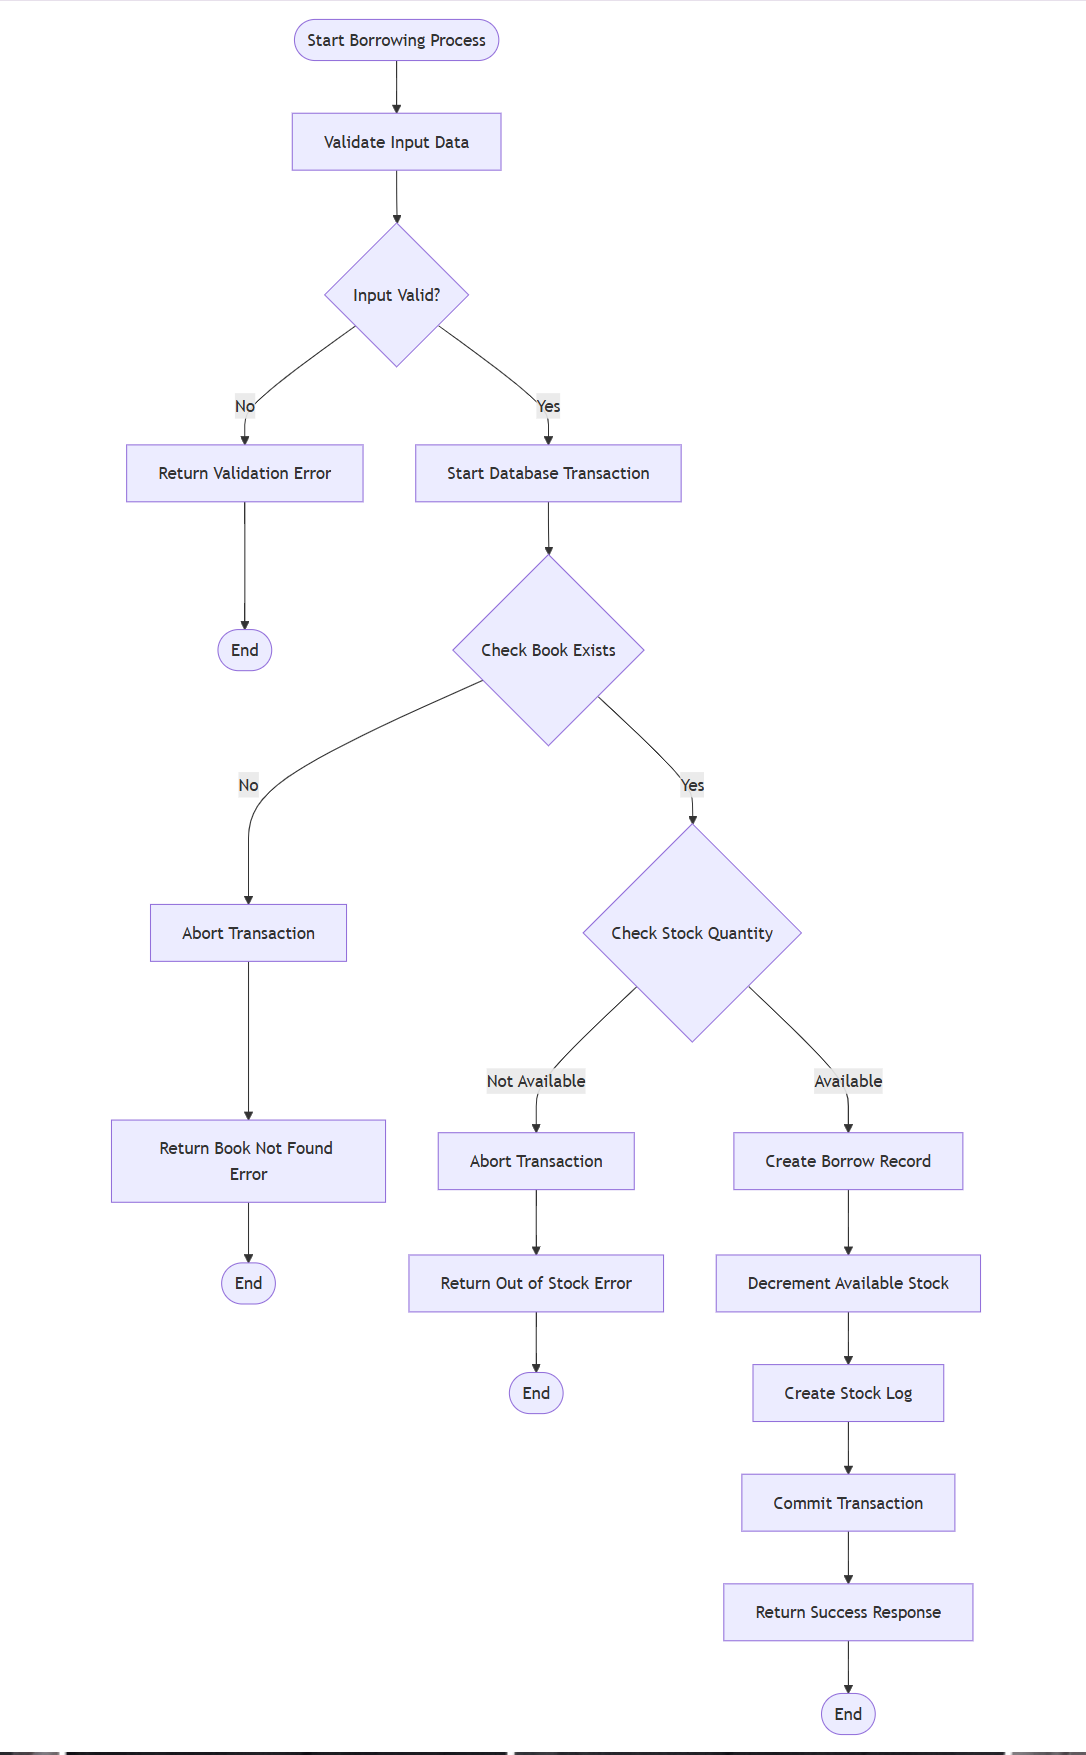 Start Borrowing Process
Validate Input Data
Input Valid?
No
Yes
Return Validation Error
Start Database Transaction
End
Check Book Exists
No
Yes
Abort Transaction
Check Stock Quantity
Not Available
Available
Return Book Not Found
Error
Abort Transaction
Create Borrow Record
End
Return Out of Stock Error
Decrement Available Stock
End
Create Stock Log
Commit Transaction
Return Success Response
End